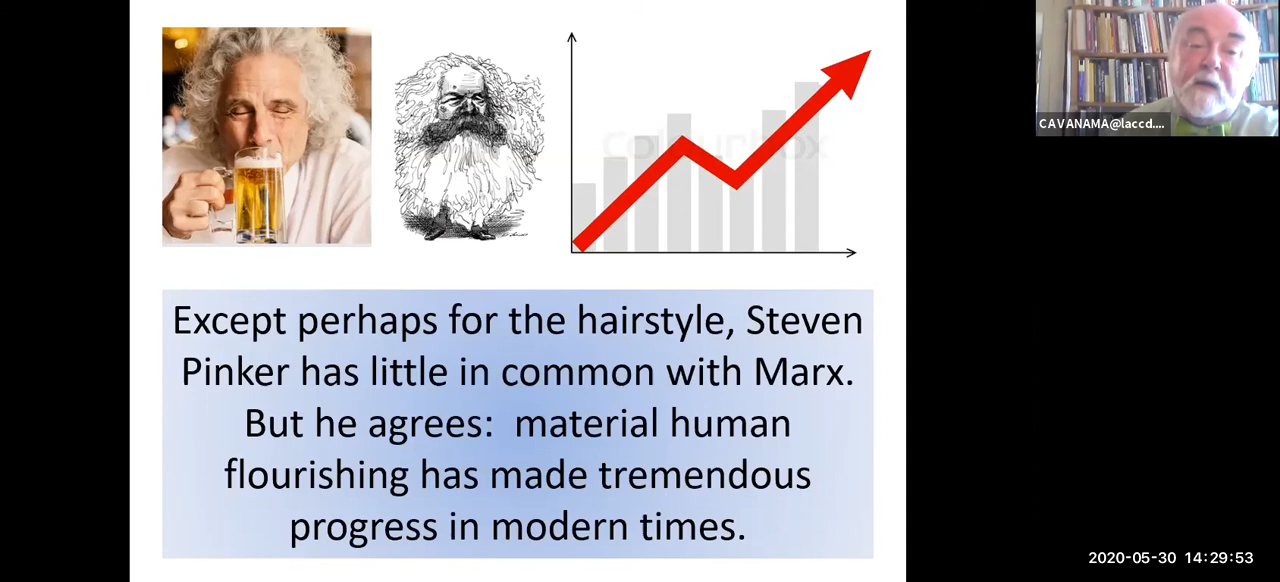 CAVANAMA@laccd....
Except perhaps for the hairstyle, Steven
Pinker has little in common with Marx.
But he agrees:  material human
flourishing has made tremendous
progress in modern times.
2020-05-30 14:29:53